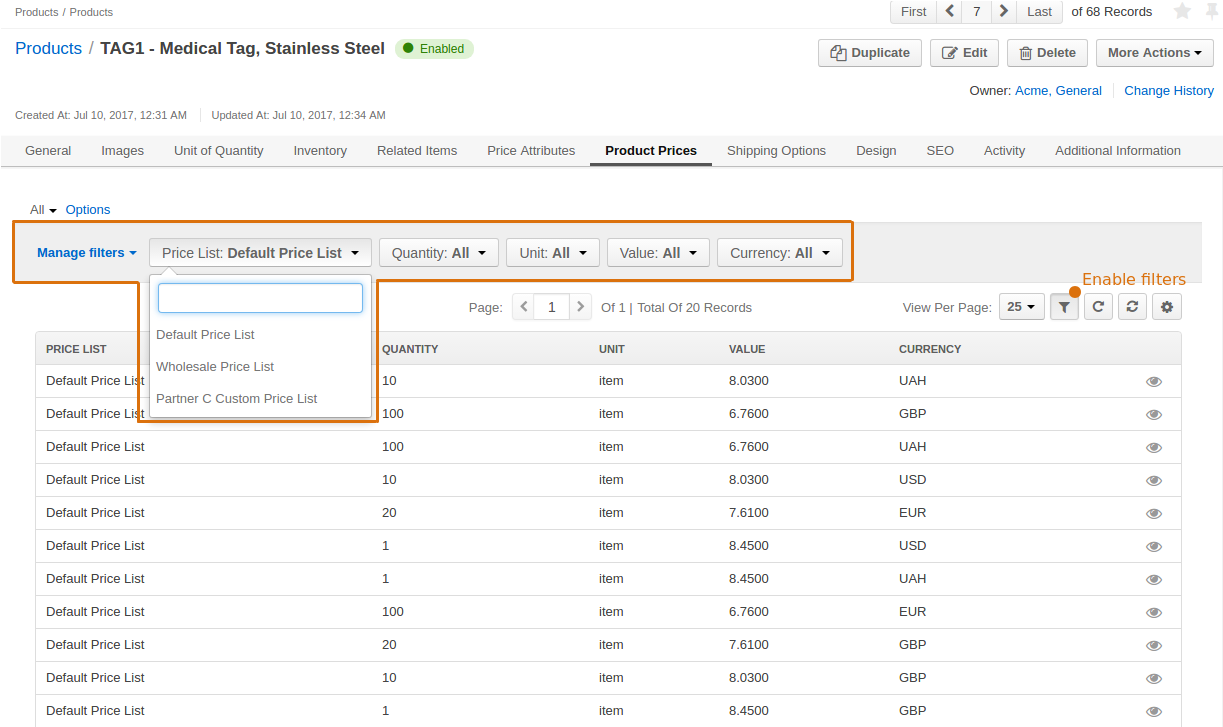 Products / Products
First 7 Last of 68 Records
Products / TAG1 - Medical Tag, Stainless Steel Enabled
Duplicate Edit Delete More Actions
Owner: Acme, General Change History
Created At: Jul 10, 2017, 12:31 AM Updated At: Jul 10, 2017, 12:34 AM
General Images Unit of Quantity Inventory Related Items Price Attributes Product Prices Shipping Options Design SEO Activity Additional Information
All Options
Manage filters Price List: Default Price List Quantity: All Unit: All Value: All Currency: All
Enable filters
Page: 1 Of 1 | Total Of 20 Records View Per Page: 25
Default Price List
Wholesale Price List
Partner C Custom Price List
PRICE LIST QUANTITY UNIT VALUE CURRENCY
Default Price List 10 item 8.0300 UAH
Default Price List 100 item 6.7600 GBP
Default Price List 100 item 6.7600 UAH
Default Price List 10 item 8.0300 USD
Default Price List 20 item 7.6100 EUR
Default Price List 1 item 8.4500 USD
Default Price List 1 item 8.4500 UAH
Default Price List 100 item 6.7600 EUR
Default Price List 20 item 7.6100 GBP
Default Price List 10 item 8.0300 GBP
Default Price List 1 item 8.4500 GBP